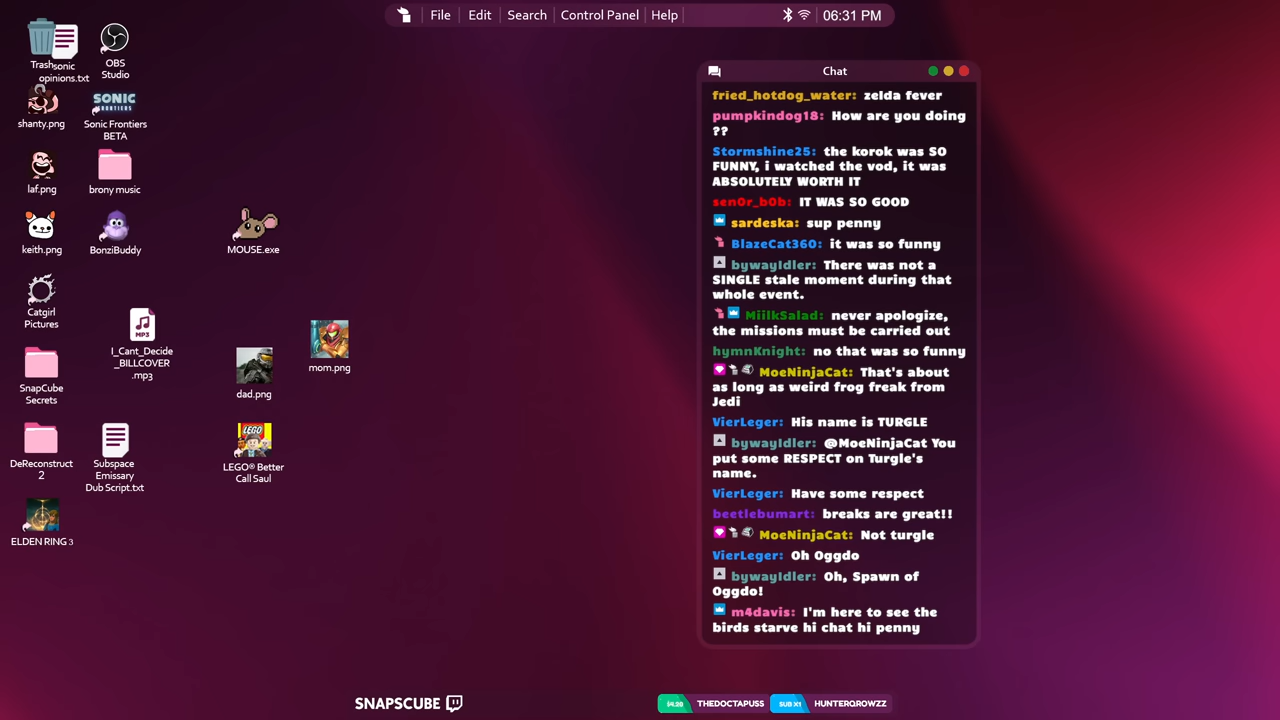 File Edit Search Control Panel Help 06:31 PM
Trash
sonic
opinions.txt
OBS
Studio
shanty.png
SONIC
FRONTIERS
Sonic Frontiers
BETA
laf.png
brony music
keith.png
BonziBuddy
MOUSE.exe
Catgirl
Pictures
MP3
I_Cant_Decide
_BILLCOVER
.mp3
mom.png
dad.png
SnapCube
Secrets
DeReconstruct
2
Subspace
Emissary
Dub Script.txt
LEGO
LEGO® Better
Call Saul
ELDEN RING 3
Chat
fried_hotdog_water: zelda fever
pumpkindog18: How are you doing
??
Stormshine25: the korok was SO
FUNNY, i watched the vod, it was
ABSOLUTELY WORTH IT
sen0r_b0b: IT WAS SO GOOD
sardeska: sup penny
BlazeCat360: it was so funny
bywayIdler: There was not a
SINGLE stale moment during that
whole event.
MiilkSalad: never apologize,
the missions must be carried out
hymnKnight: no that was so funny
MoeNinjaCat: That's about
as long as weird frog freak from
Jedi
VierLeger: His name is TURGLE
bywayIdler: @MoeNinjaCat You
put some RESPECT on Turgle's
name.
VierLeger: Have some respect
beetlebumart: breaks are great!!
MoeNinjaCat: Not turgle
VierLeger: Oh Oggdo
bywayIdler: Oh, Spawn of
Oggdo!
m4davis: I'm here to see the
birds starve hi chat hi penny
SNAPSCUBE
$4.20 THEDOCTAPUSS SUB X1 HUNTERQROWZZ